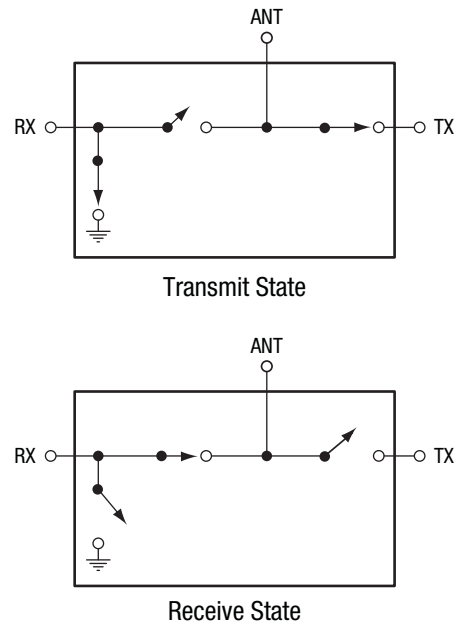 ANT
RX
TX
Transmit State
ANT
RX
TX
Receive State